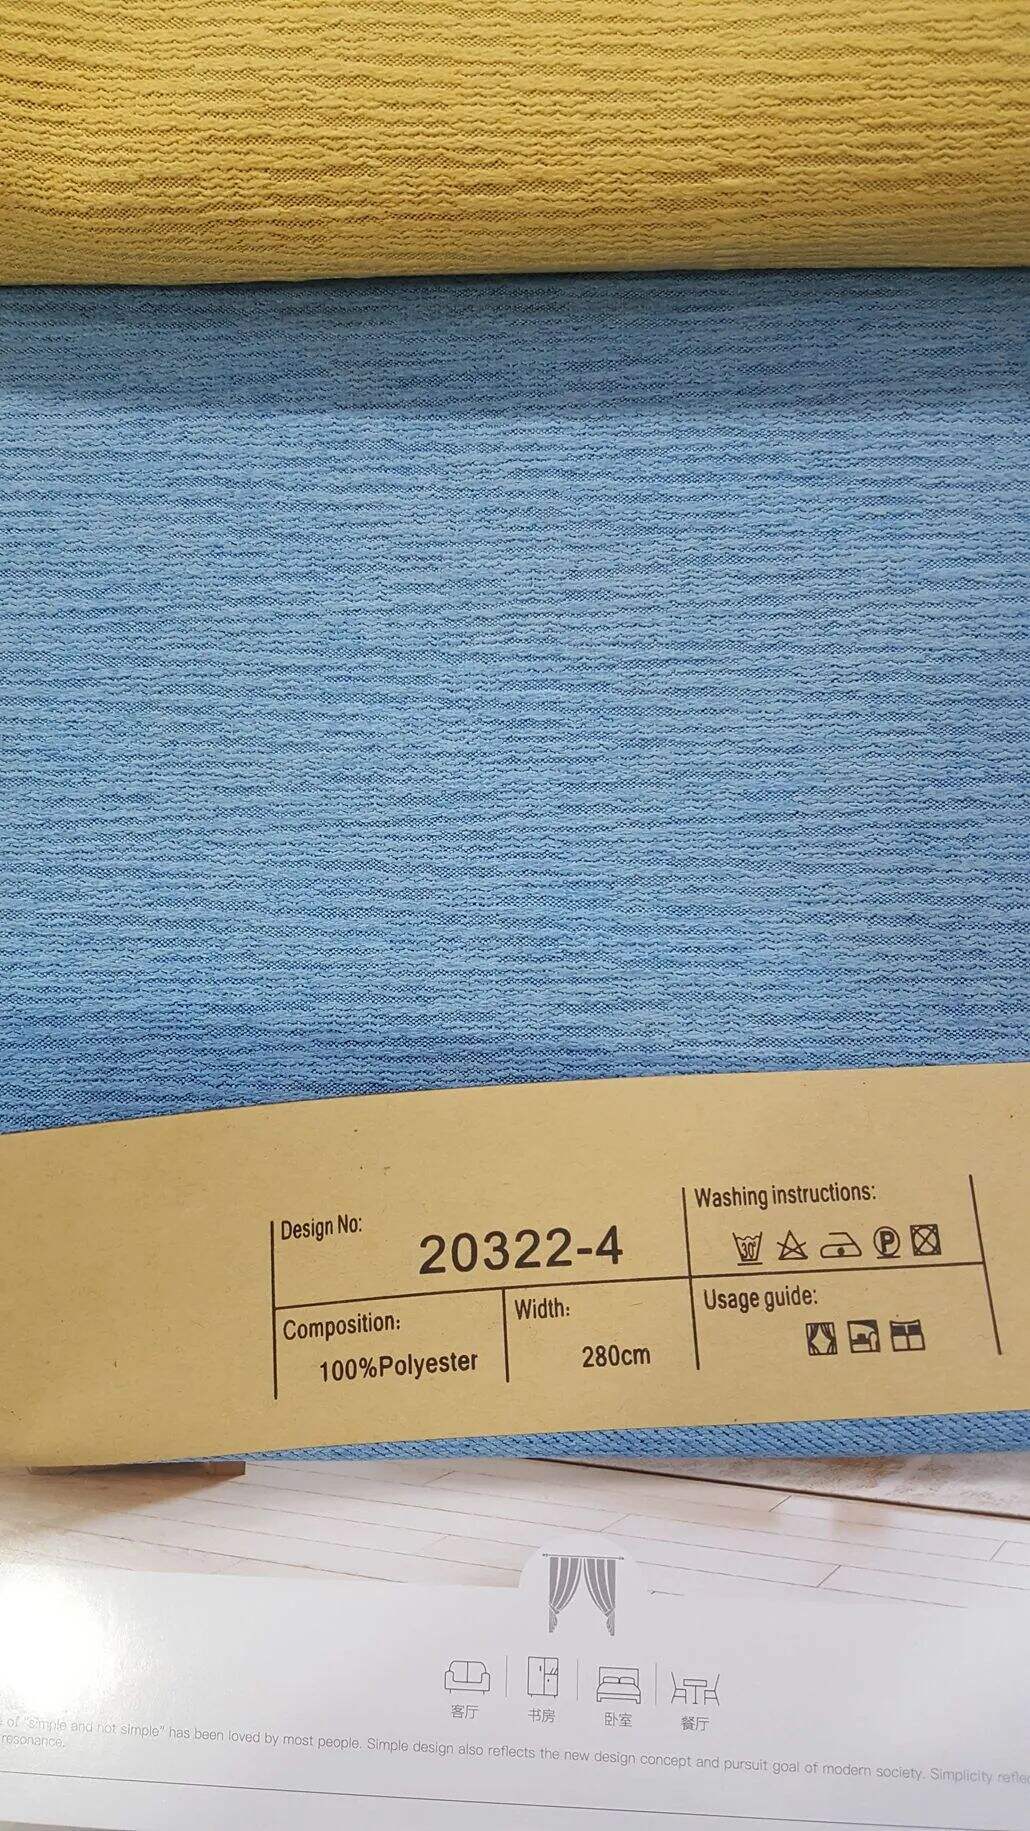 Design No:
20322-4
Washing instructions:
30°
P
Composition:
100%Polyester
Width:
280cm
Usage guide:
客厅
书房
卧室
餐厅
of "simple and not simple" has been loved by most people. Simple design also reflects the new design concept and pursuit goal of modern society. Simplicity
resonance.